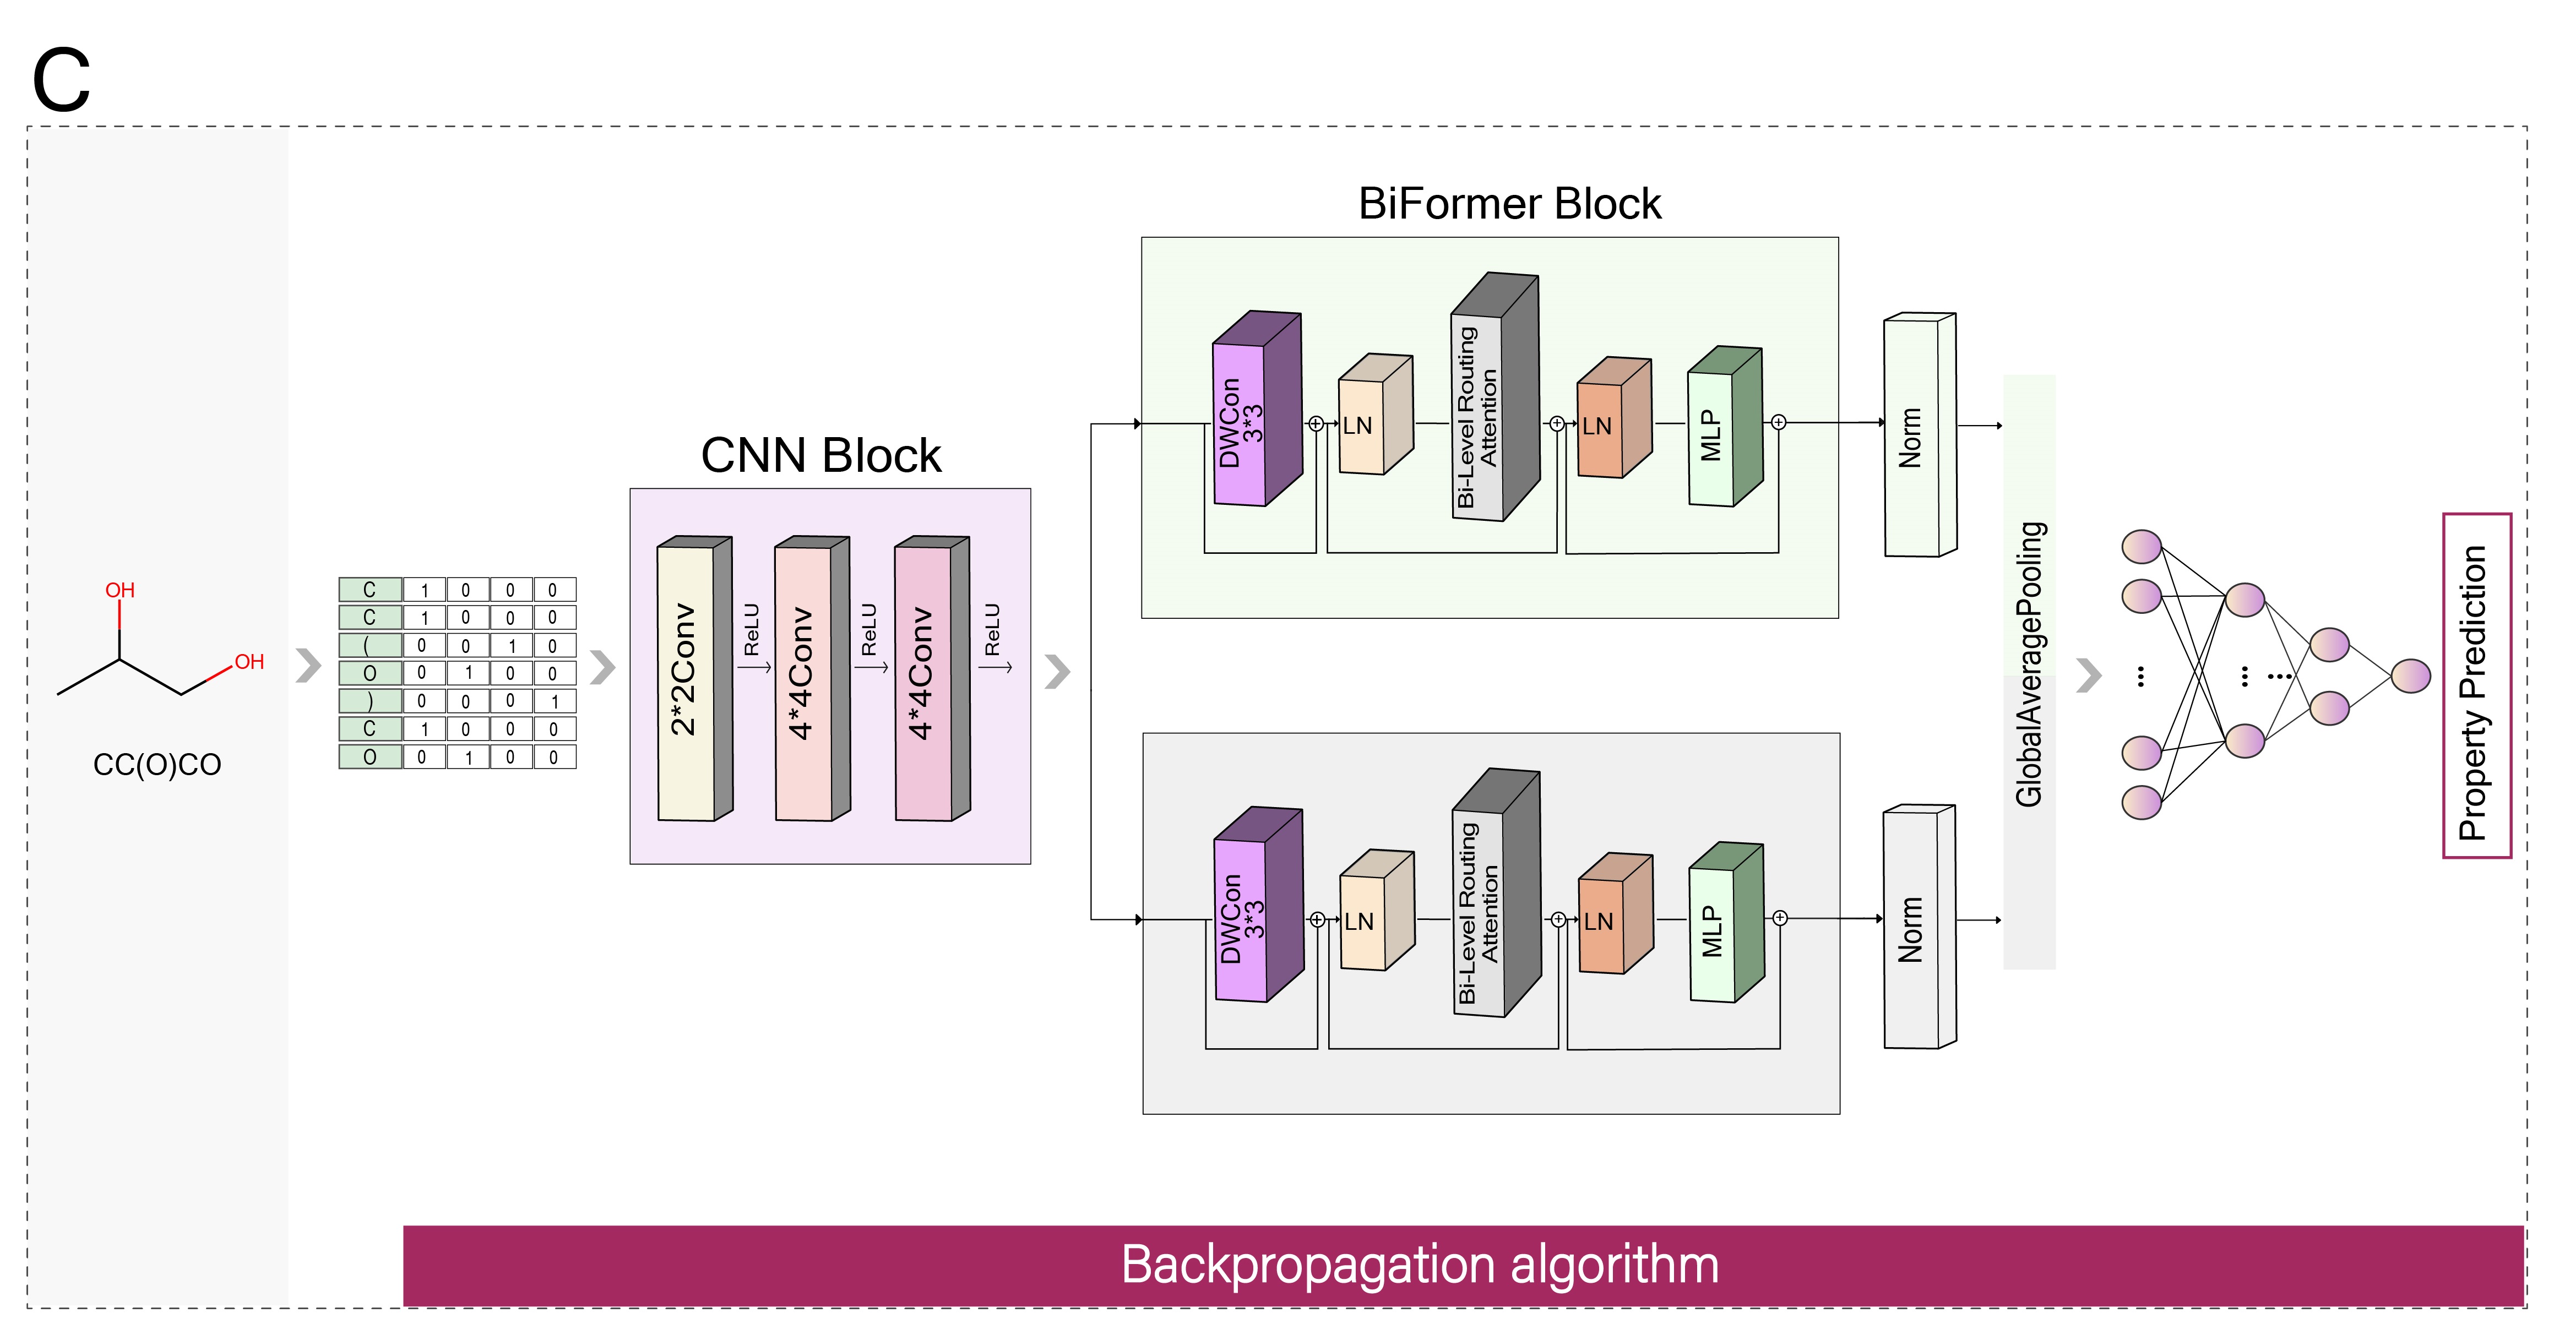 C
OH
OH
CC(O)CO
C 1 0 0 0
C 1 0 0 0
( 0 0 1 0
O 0 1 0 0
) 0 0 0 1
C 1 0 0 0
O 0 1 0 0
CNN Block
2*2Conv
ReLU
4*4Conv
ReLU
4*4Conv
ReLU
BiFormer Block
DWCon
3*3
LN
Bi-Level Routing
Attention
LN
MLP
Norm
DWCon
3*3
LN
Bi-Level Routing
Attention
LN
MLP
Norm
GlobalAveragePooling
Property Prediction
Backpropagation algorithm